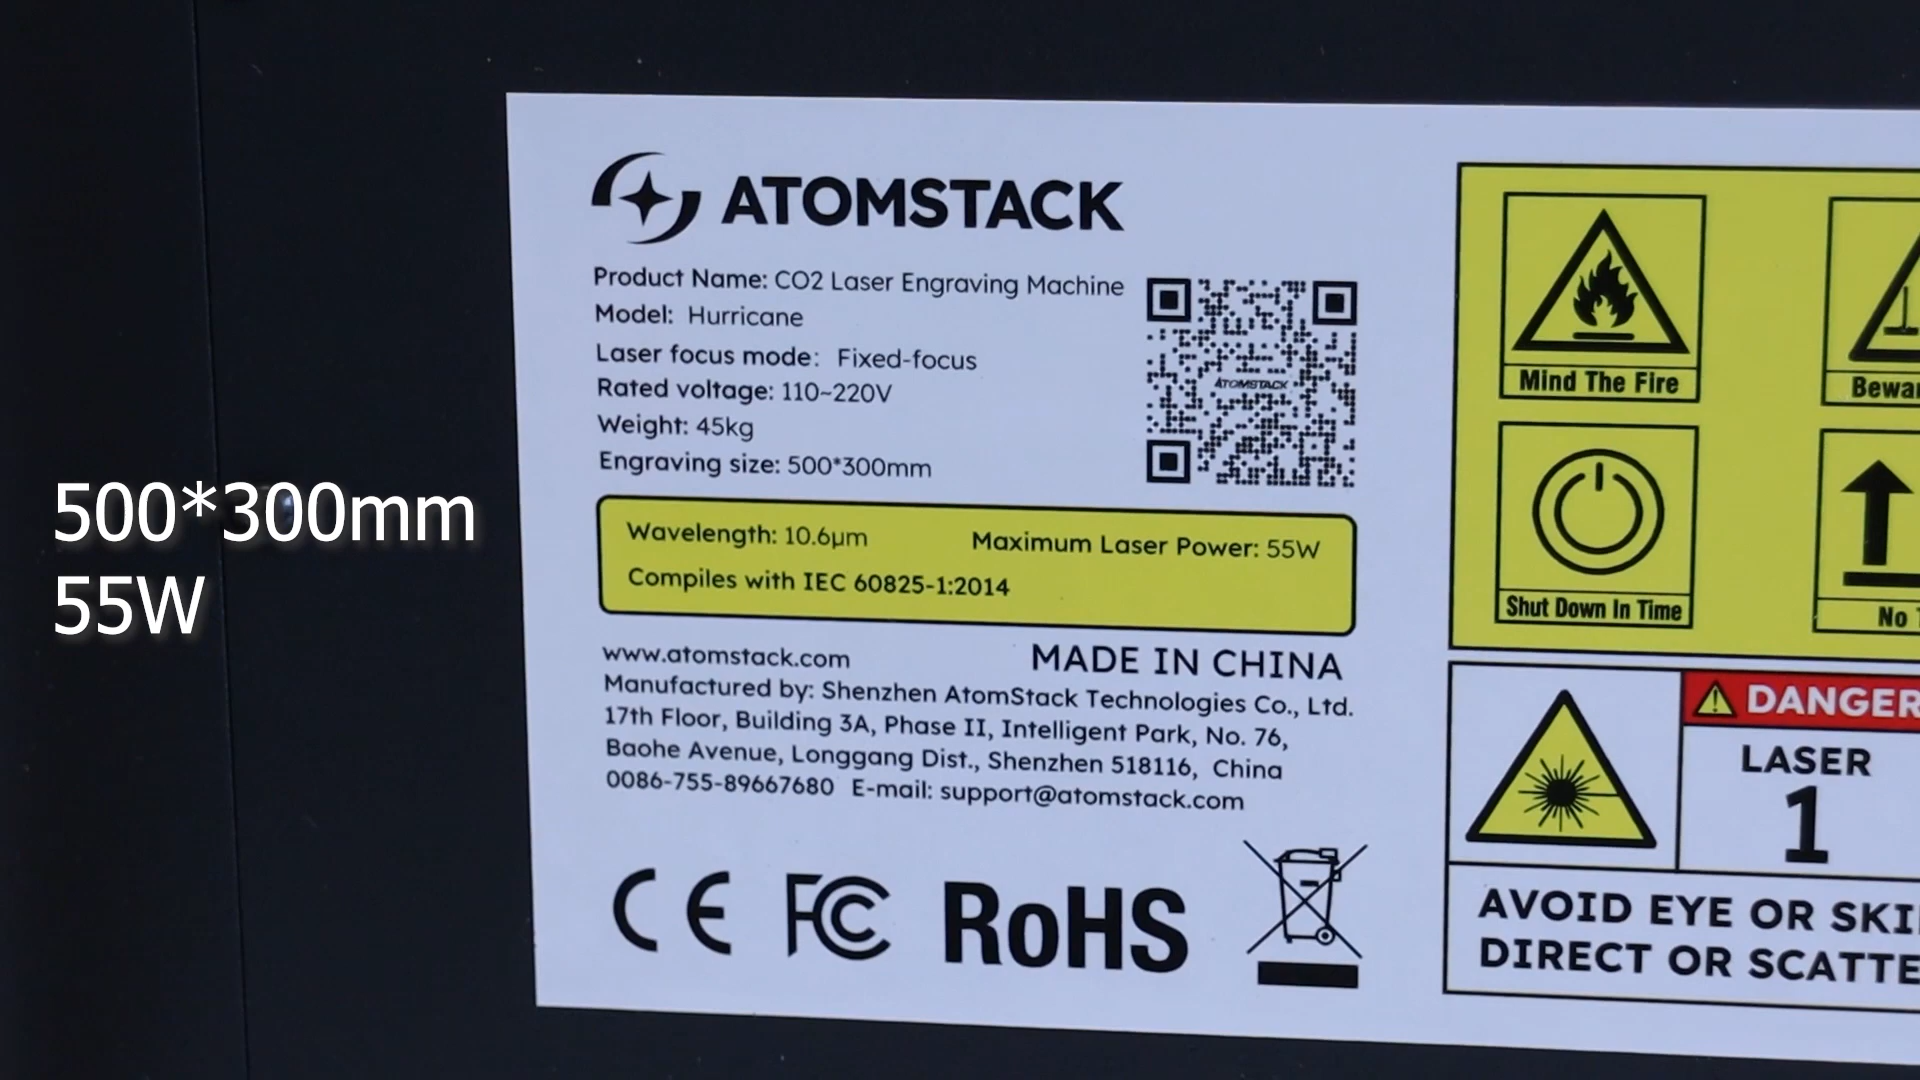 ATOMSTACK
Product Name: CO2 Laser Engraving Machine
Model: Hurricane
Laser focus mode: Fixed-focus
Rated voltage: 110~220V
Weight: 45kg
Engraving size: 500*300mm
ATOMSTACK
Wavelength: 10.6μm Maximum Laser Power: 55W
Compiles with IEC 60825-1:2014
www.atomstack.com MADE IN CHINA
Manufactured by: Shenzhen AtomStack Technologies Co., Ltd.
17th Floor, Building 3A, Phase II, Intelligent Park, No. 76,
Baohe Avenue, Longgang Dist., Shenzhen 518116, China
0086-755-89667680 E-mail: support@atomstack.com
CE FC RoHS
500*300mm
55W
Mind The Fire
Shut Down In Time
No
DANGER
LASER
1
AVOID EYE OR
DIRECT OR